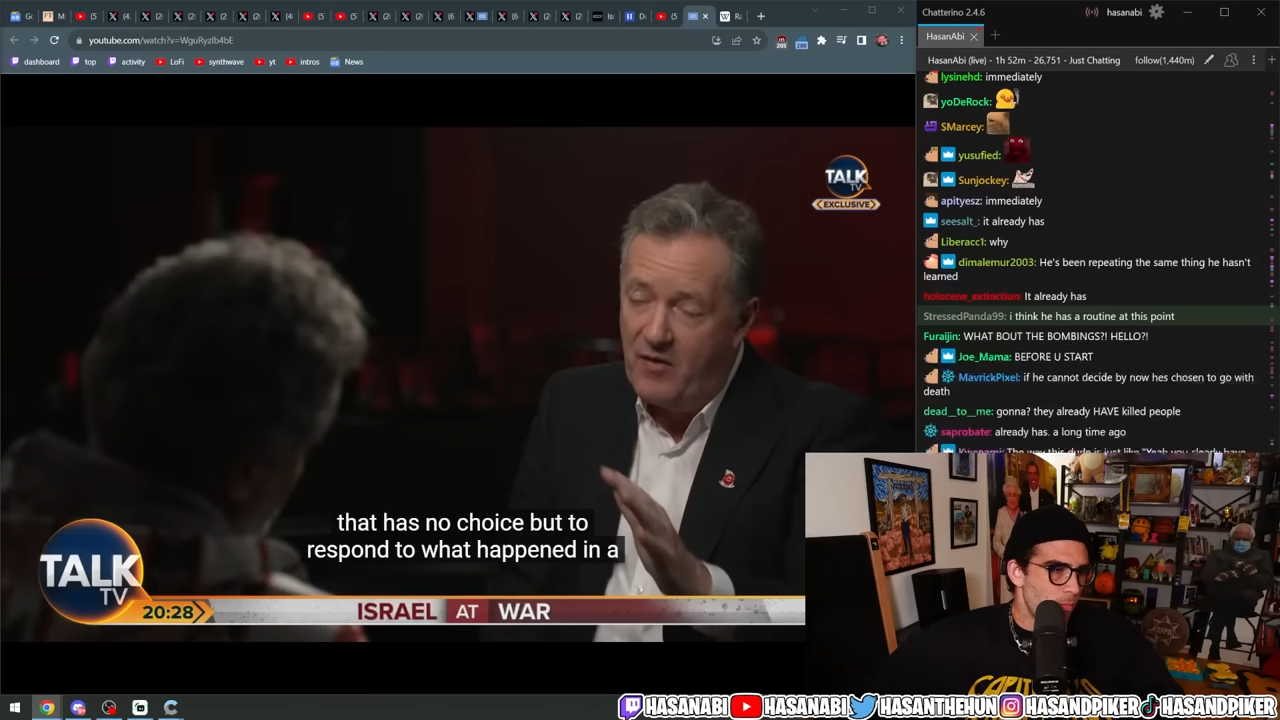 youtube.com/watch?v=WguRyzIb4bE
dashboard top activity LoFi synthwave yt intros News
TALK
TV
EXCLUSIVE
that has no choice but to
respond to what happened in a
TALK
TV
20:28
ISRAEL AT WAR
Chatterino 2.4.6
hasanabi
HasanAbi
HasanAbi (live) - 1h 52m - 26,751 - Just Chatting
follow(1,440m)
lysinehd: immediately
yoDeRock:
SMarcey:
yusufied:
Sunjockey:
apityesz: immediately
seesalt_: it already has
Liberacc1: why
dimalemur2003: He's been repeating the same thing he hasn't
learned
holocene_extinction: It already has
StressedPanda99: i think he has a routine at this point
Furaijin: WHAT BOUT THE BOMBINGS?! HELLO?!
Joe_Mama: BEFORE U START
MavrickPixel: if he cannot decide by now hes chosen to go with
death
dead__to__me: gonna? they already HAVE killed people
saprobate: already has. a long time ago
HASANABI HASANABI HASANTHEHUN HASANDPIKER HASANDPIKER